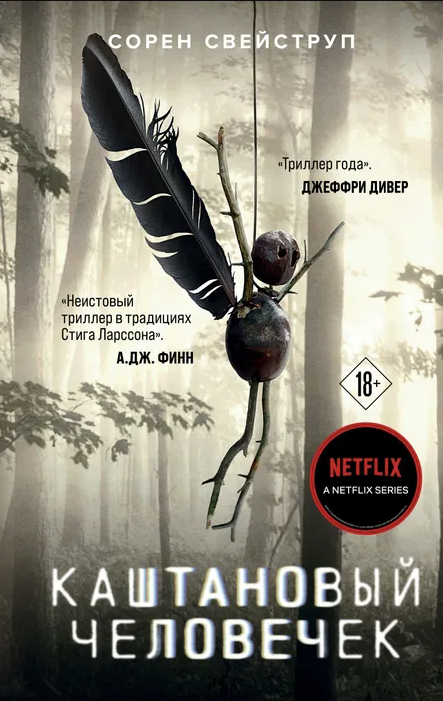 СОРЕН СВЕЙСТРУП
«Триллер года».
ДЖЕФФРИ ДИВЕР
«Неистовый
триллер в традициях
Стига Ларссона».
А.ДЖ. ФИНН
18+
NETFLIX
A NETFLIX SERIES
КАШТАНОВЫЙ
ЧЕЛОВЕЧЕК